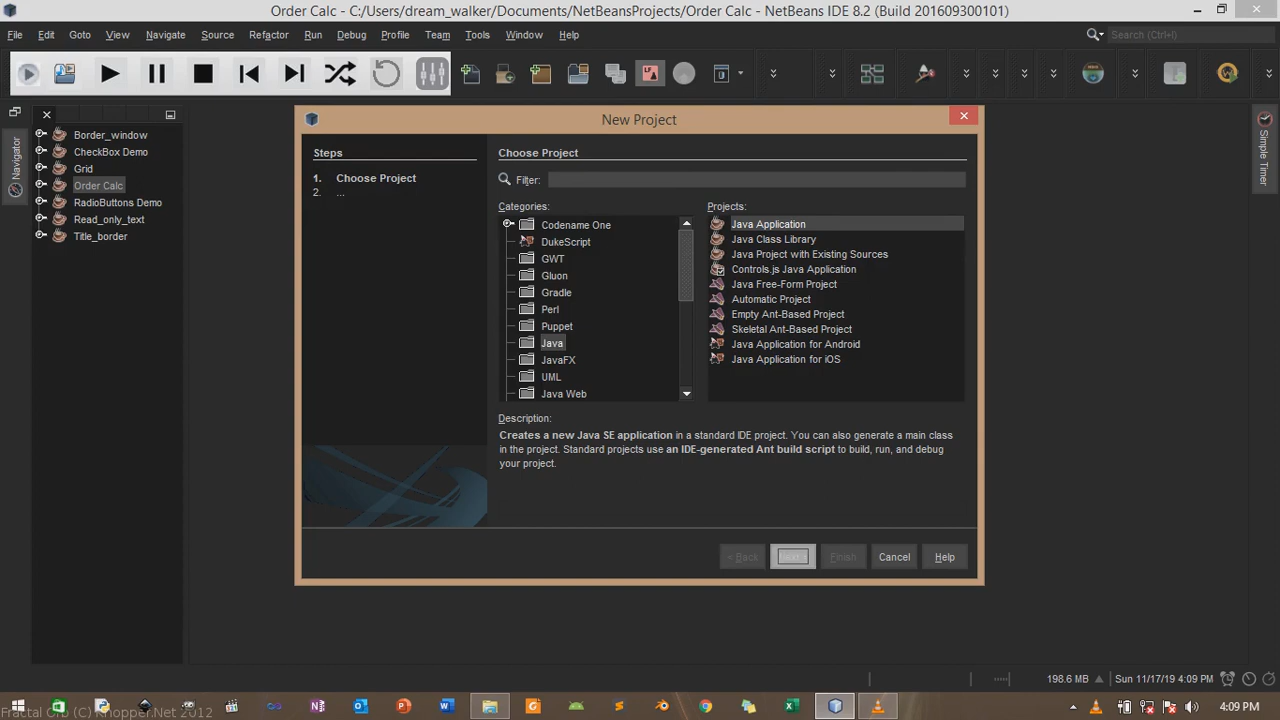 Order Calc - C:/Users/dream_walker/Documents/NetBeansProjects/Order Calc - NetBeans IDE 8.2 (Build 201609300101)
File Edit Goto View Navigate Source Refactor Run Debug Profile Team Tools Window Help
Search (Ctrl+I)
Navigator
Border_window
CheckBox Demo
Grid
Order Calc
RadioButtons Demo
Read_only_text
Title_border
Simple Timer
New Project
Steps
1. Choose Project
2. ...
Choose Project
Filter:
Categories:
Codename One
DukeScript
GWT
Gluon
Gradle
Perl
Puppet
Java
JavaFX
UML
Java Web
Projects:
Java Application
Java Class Library
Java Project with Existing Sources
Controls.js Java Application
Java Free-Form Project
Automatic Project
Empty Ant-Based Project
Skeletal Ant-Based Project
Java Application for Android
Java Application for iOS
Description:
Creates a new Java SE application in a standard IDE project. You can also generate a main class
in the project. Standard projects use an IDE-generated Ant build script to build, run, and debug
your project.
< Back Next > Finish Cancel Help
198.6 MB Sun 11/17/19 4:09 PM
4:09 PM
Fractal Orb (C) Knopper.Net 2012